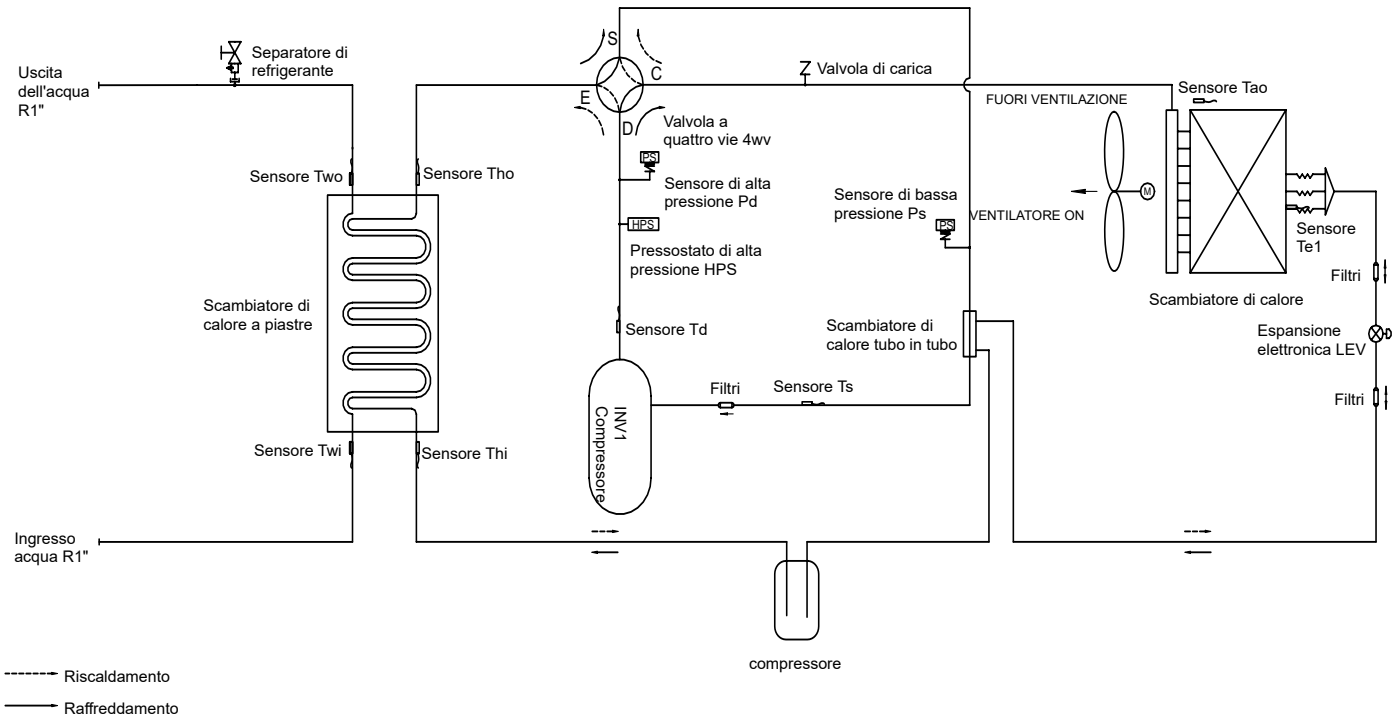 S
C
E
D
Separatore di
refrigerante
Uscita
dell'acqua
R1"
Valvola di carica
Sensore Tao
FUORI VENTILAZIONE
Valvola a
quattro vie 4wv
PS
Sensore Two
Sensore Tho
Sensore di alta
pressione Pd
Sensore di bassa
pressione Ps
M
VENTILATORE ON
PS
HPS
Sensore
Te1
Pressostato di alta
pressione HPS
Filtri
Scambiatore di
calore a piastre
Scambiatore di calore
Sensore Td
Scambiatore di
calore tubo in tubo
Espansione
elettronica LEV
Filtri
Sensore Ts
Filtri
INV1
Compressore
Sensore Twi
Sensore Thi
Ingresso
acqua R1"
compressore
Riscaldamento
Raffreddamento